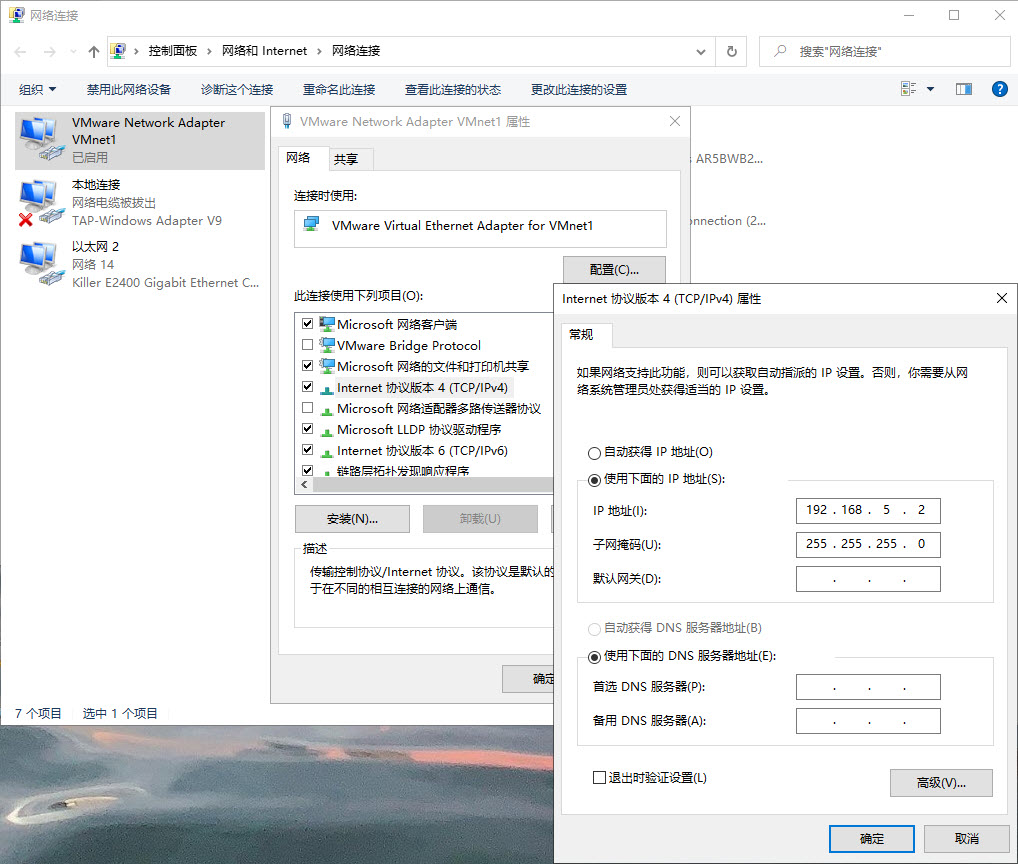 网络连接
控制面板 › 网络和 Internet › 网络连接
搜索"网络连接"
组织
禁用此网络设备
诊断这个连接
重命名此连接
查看此连接的状态
更改此连接的设置
VMware Network Adapter
VMnet1
已启用
本地连接
网络电缆被拔出
TAP-Windows Adapter V9
以太网 2
网络 14
Killer E2400 Gigabit Ethernet C...
AR5BWB2...
nnection (2...
7 个项目
选中 1 个项目
VMware Network Adapter VMnet1 属性
网络
共享
连接时使用:
VMware Virtual Ethernet Adapter for VMnet1
配置(C)...
此连接使用下列项目(O):
Microsoft 网络客户端
VMware Bridge Protocol
Microsoft 网络的文件和打印机共享
Internet 协议版本 4 (TCP/IPv4)
Microsoft 网络适配器多路传送器协议
Microsoft LLDP 协议驱动程序
Internet 协议版本 6 (TCP/IPv6)
链路层拓扑发现响应程序
安装(N)...
卸载(U)
描述
传输控制协议/Internet 协议。该协议是默认的
于在不同的相互连接的网络上通信。
确定
Internet 协议版本 4 (TCP/IPv4) 属性
常规
如果网络支持此功能，则可以获取自动指派的 IP 设置。否则，你需要从网
络系统管理员处获得适当的 IP 设置。
自动获得 IP 地址(O)
使用下面的 IP 地址(S):
IP 地址(I):
192 . 168 . 5 . 2
子网掩码(U):
255 . 255 . 255 . 0
默认网关(D):
. . .
自动获得 DNS 服务器地址(B)
使用下面的 DNS 服务器地址(E):
首选 DNS 服务器(P):
. . .
备用 DNS 服务器(A):
. . .
退出时验证设置(L)
高级(V)...
确定
取消